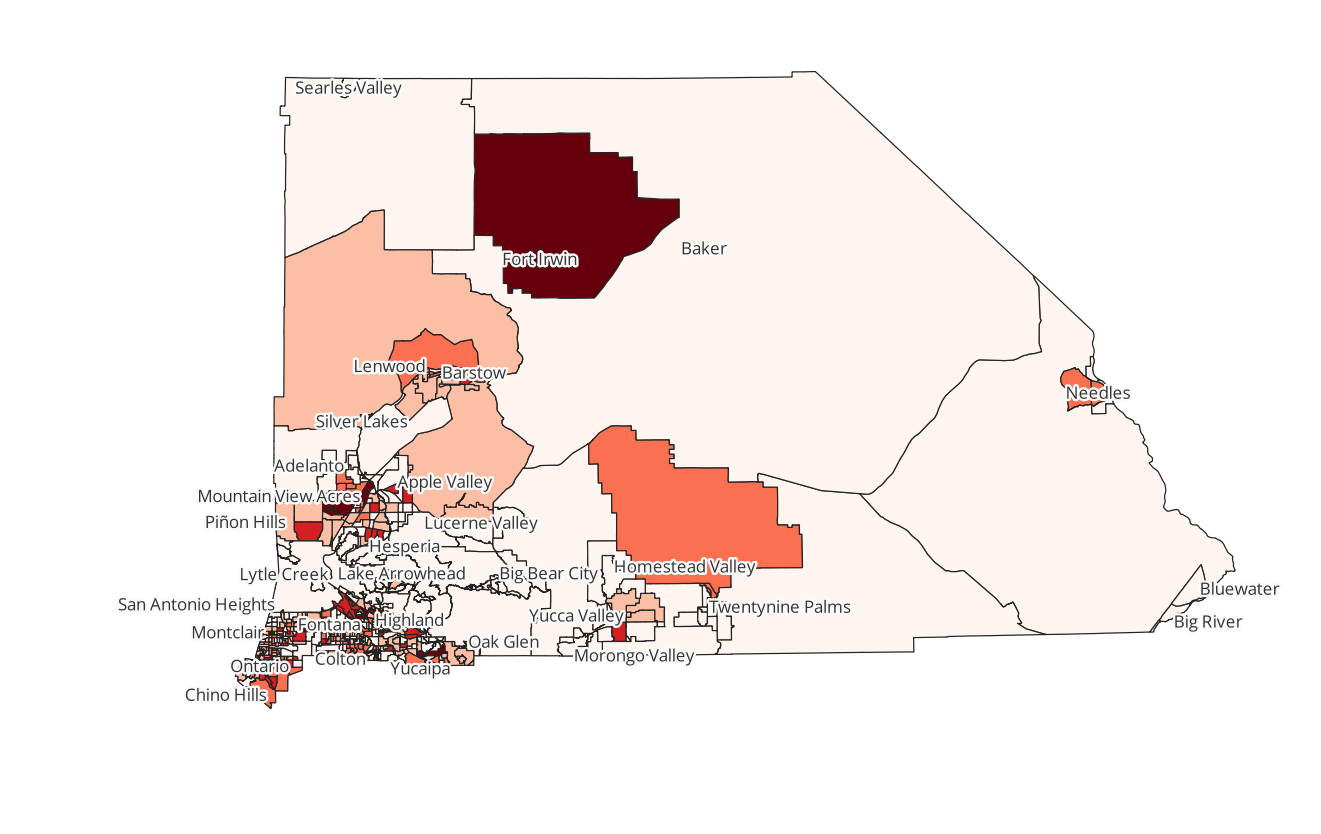 Searles Valley
Baker
Fort Irwin
Lenwood
Barstow
Needles
Silver Lakes
Adelanto
Apple Valley
Mountain View Acres
Piñon Hills
Lucerne Valley
Hesperia
Homestead Valley
Lytle Creek
Lake Arrowhead
Big Bear City
Bluewater
San Antonio Heights
Twentynine Palms
Yucca Valley
Highland
Fontana
Big River
Montclair
Oak Glen
Morongo Valley
Colton
Ontario
Yucaipa
Chino Hills